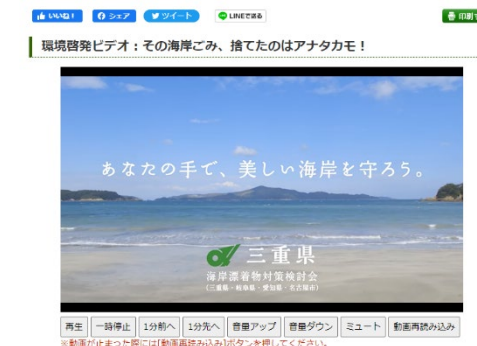 いいね！ シェア ツイート LINEで送る 印刷
環境啓発ビデオ：その海岸ごみ、捨てたのはアナタカモ！
あなたの手で、美しい海岸を守ろう。
三重県
海岸漂着物対策検討会
(三重県・岐阜県・愛知県・名古屋市)
再生 一時停止 1分前へ 1分先へ 音量アップ 音量ダウン ミュート 動画再読み込み
※動画が止まった際には[動画再読み込み]ボタンを押してください。